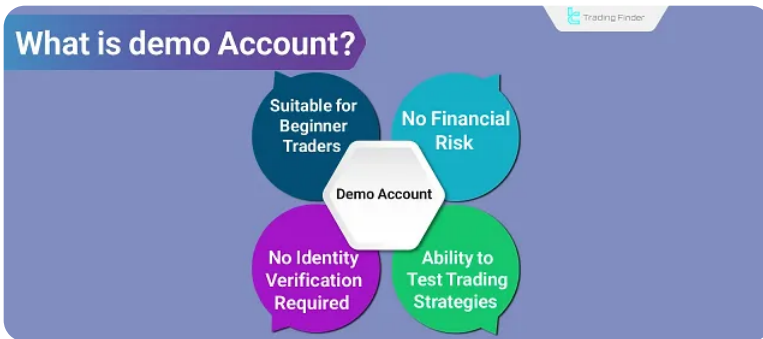 What is demo Account?
Trading Finder
Suitable for
Beginner
Traders
No Financial
Risk
Demo Account
No Identity
Verification
Required
Ability to
Test Trading
Strategies